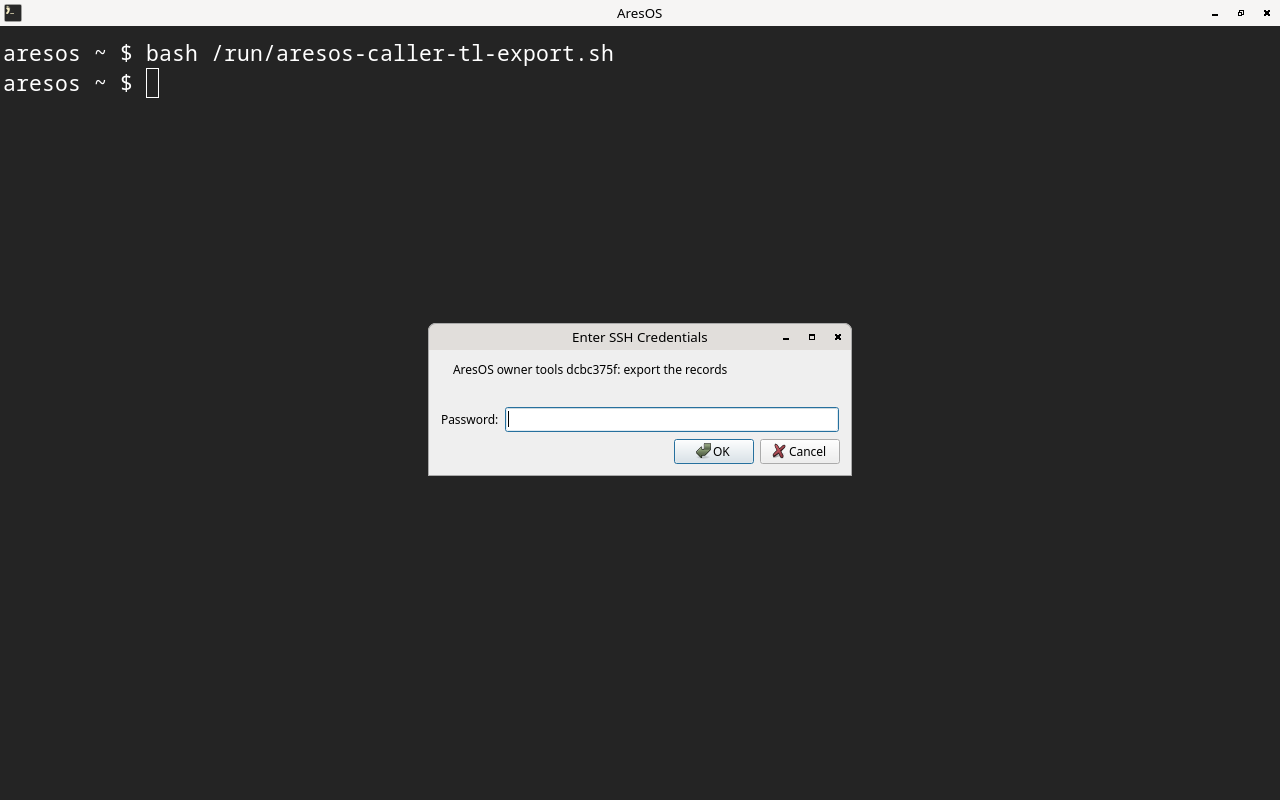 AresOS
aresos ~ $ bash /run/aresos-caller-tl-export.sh
aresos ~ $
Enter SSH Credentials
AresOS owner tools dcbc375f: export the records
Password:
OK
Cancel